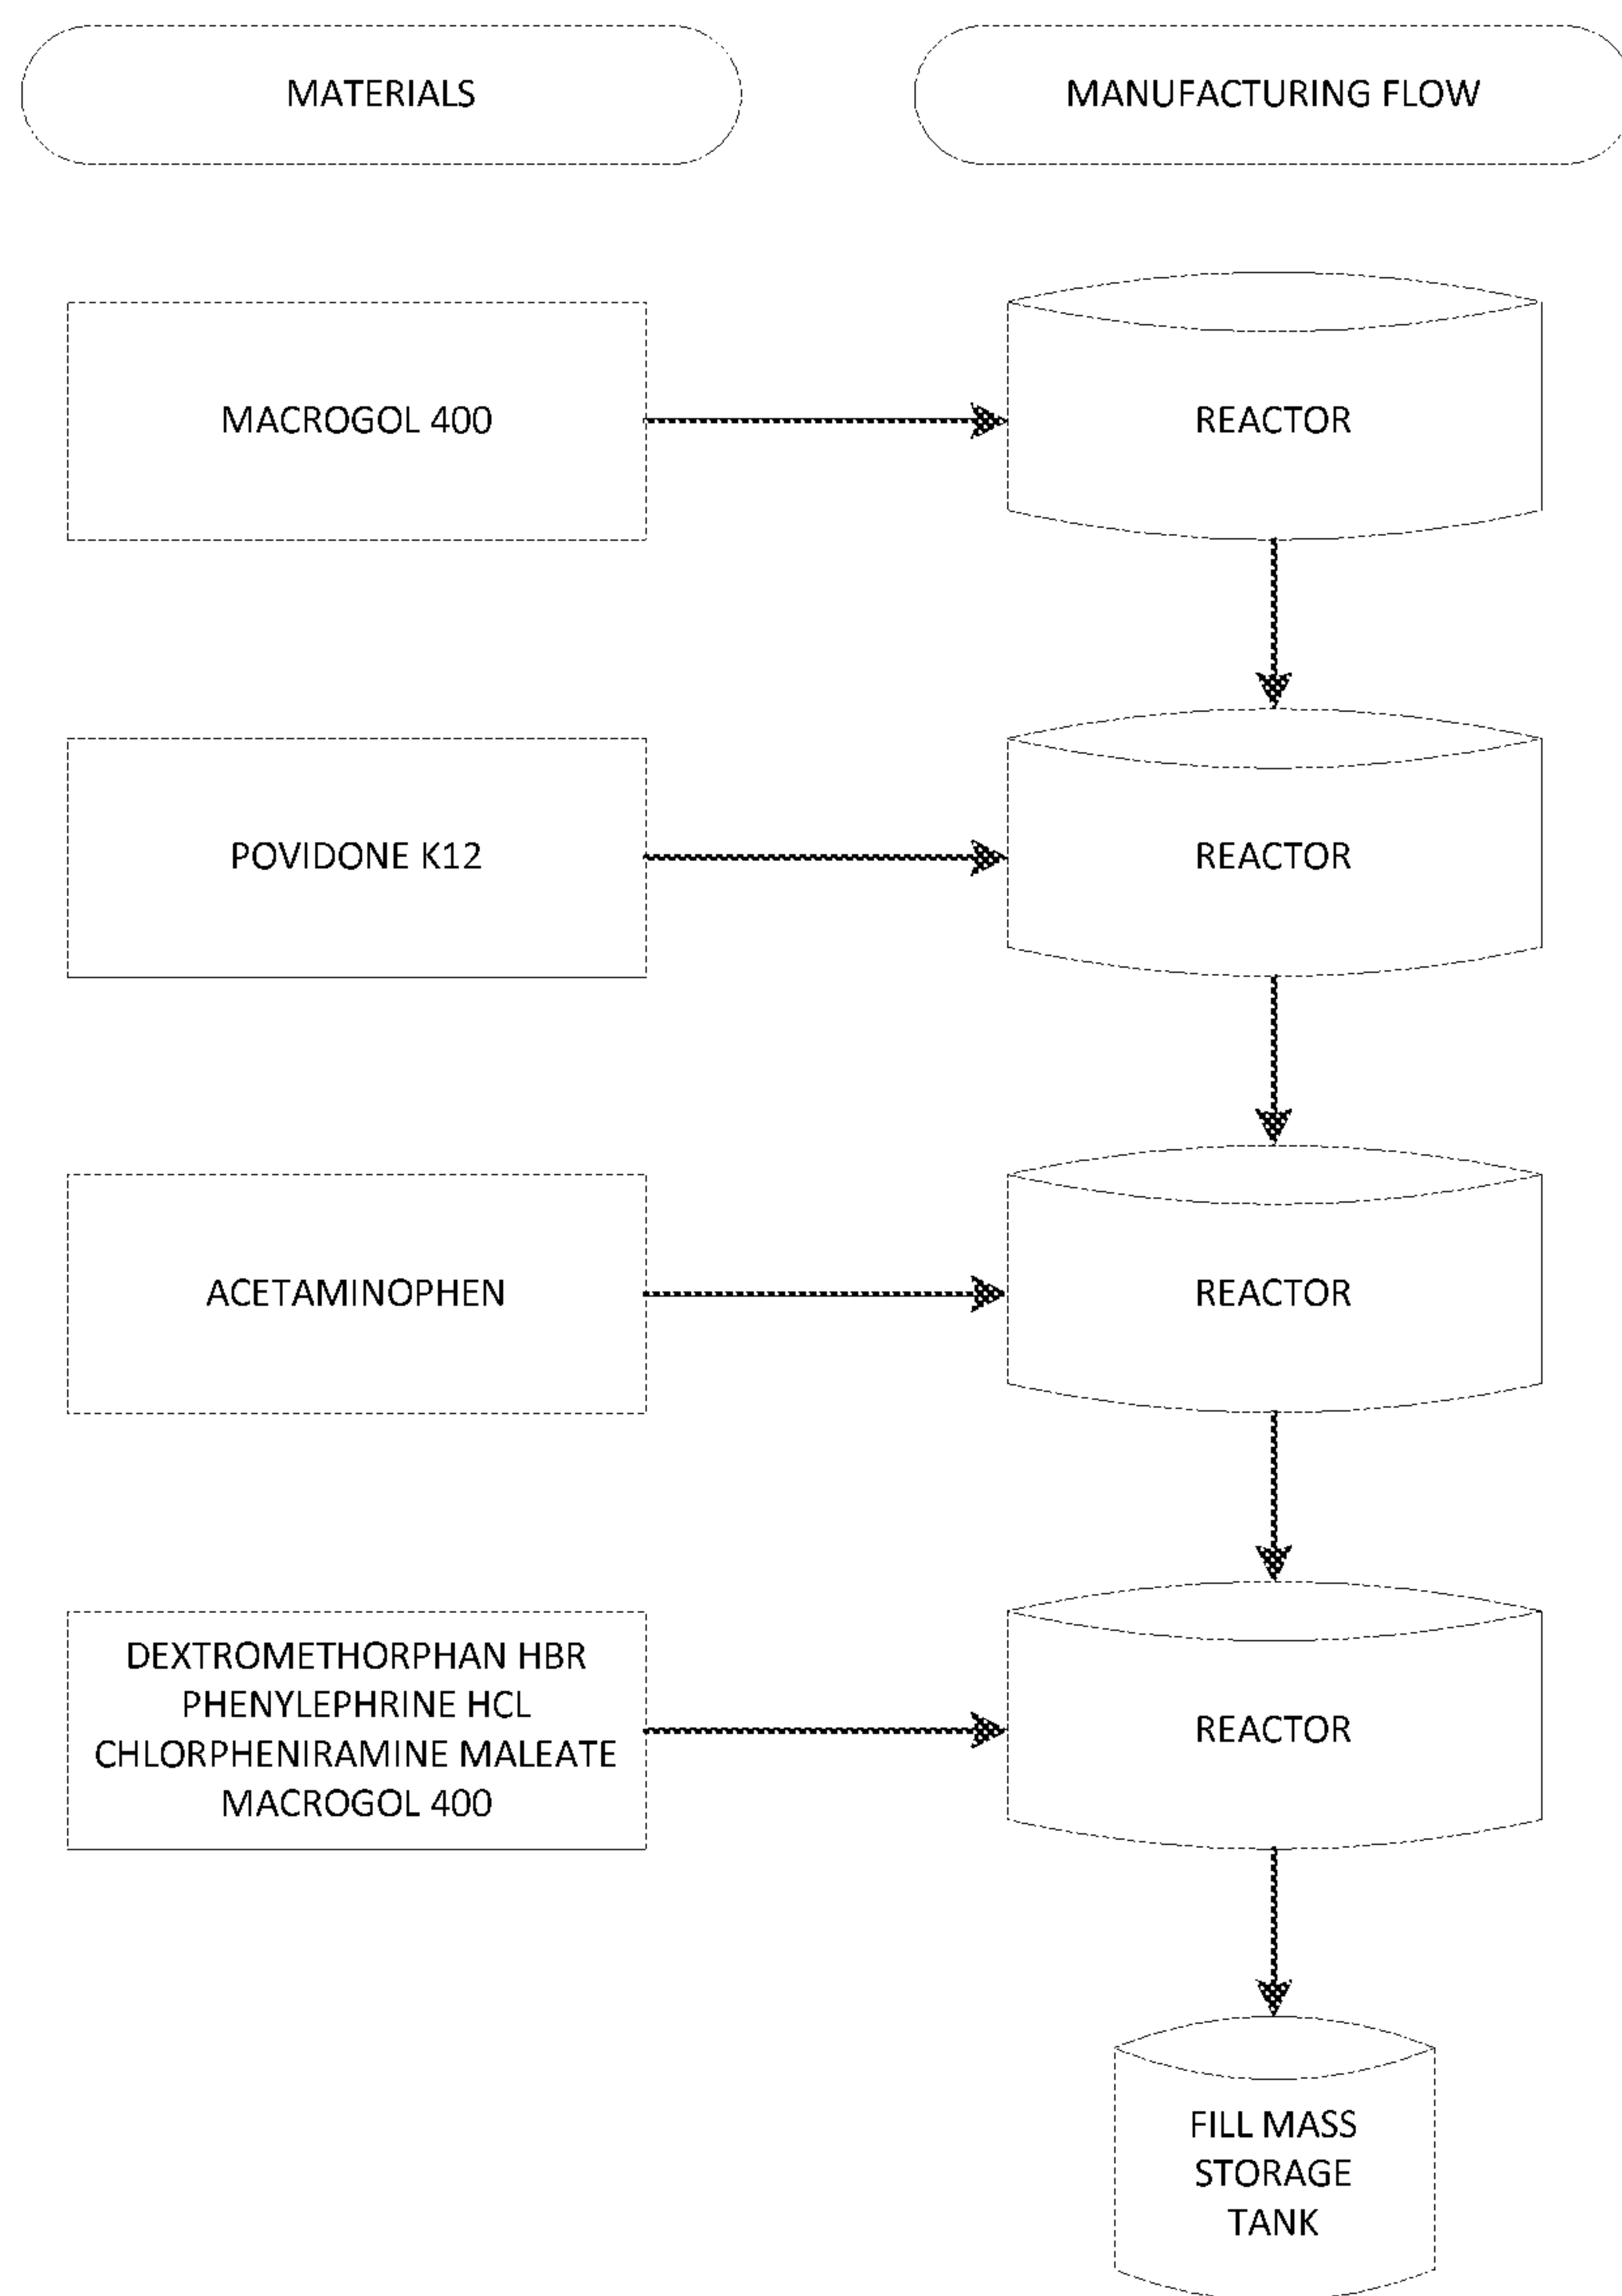 MATERIALS
MANUFACTURING FLOW
MACROGOL 400
REACTOR
POVIDONE K12
REACTOR
ACETAMINOPHEN
REACTOR
DEXTROMETHORPHAN HBR
PHENYLEPHRINE HCL
CHLORPHENIRAMINE MALEATE
MACROGOL 400
REACTOR
FILL MASS
STORAGE
TANK